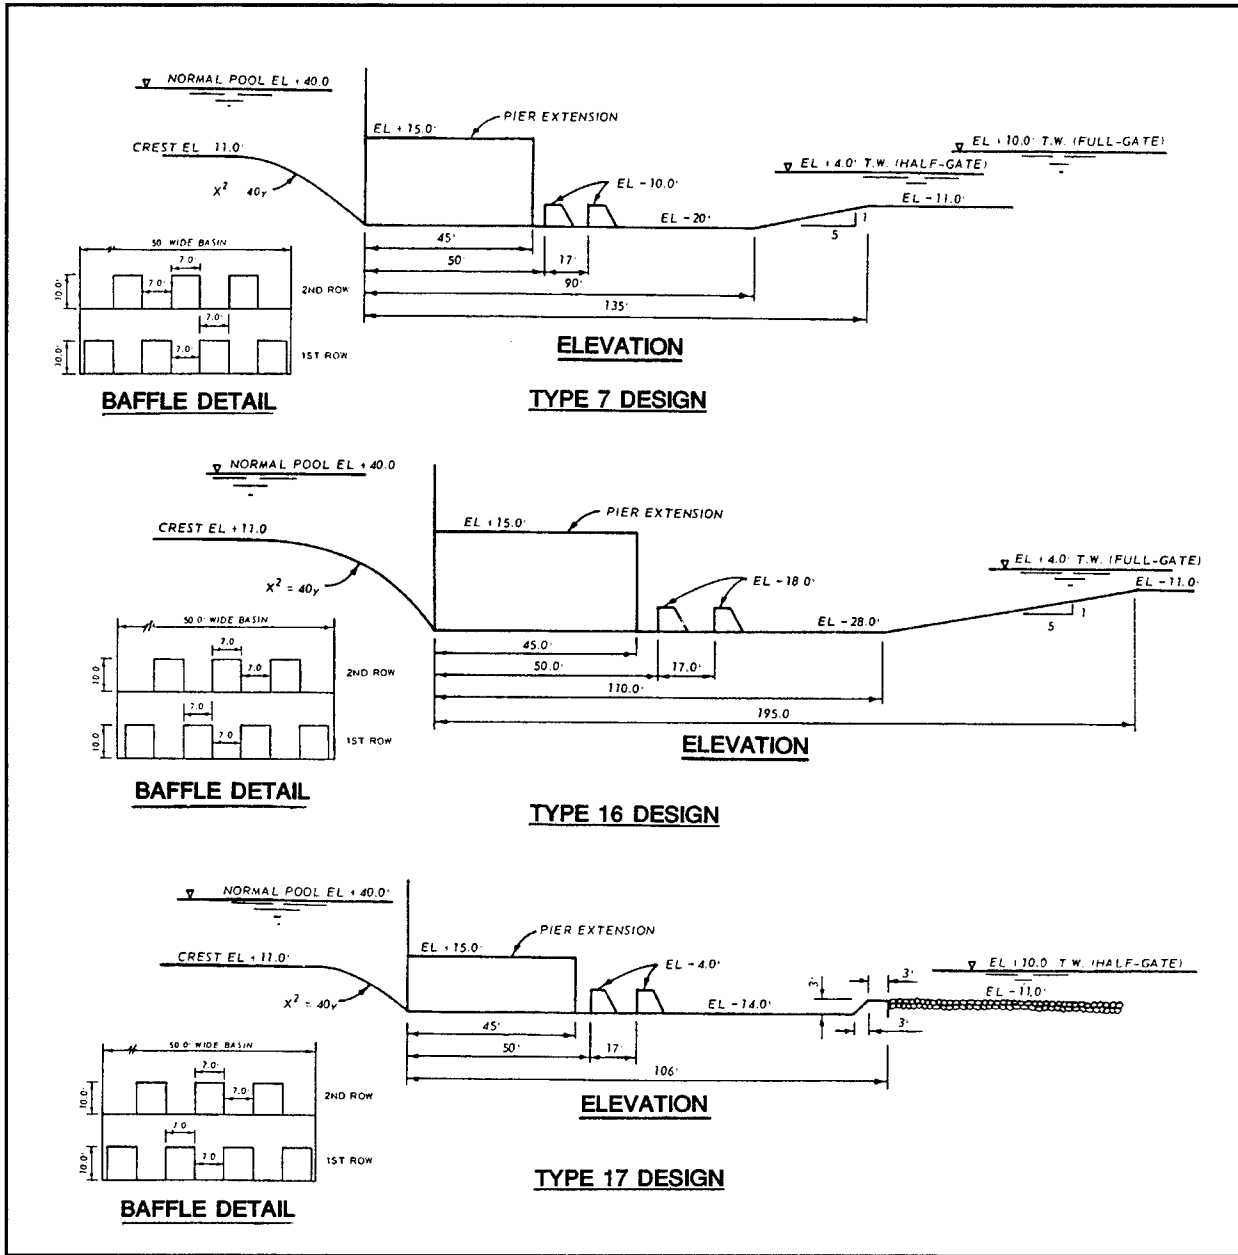 NORMAL POOL EL +40.0
EL +15.0'
PIER EXTENSION
CREST EL 11.0'
X² 40y
EL +10.0' T.W. (FULL-GATE)
EL +4.0' T.W. (HALF-GATE)
EL -10.0'
EL -20'
EL -11.0'
1
5
45'
50'
17'
90'
135'
50' WIDE BASIN
7.0'
7.0'
10.0'
2ND ROW
7.0'
7.0'
10.0'
1ST ROW
ELEVATION
BAFFLE DETAIL
TYPE 7 DESIGN
NORMAL POOL EL +40.0
EL +15.0'
PIER EXTENSION
CREST EL +11.0
X² = 40y
EL +4.0' T.W. (FULL-GATE)
EL -11.0'
EL -18.0'
EL -28.0'
1
5
45.0'
50.0'
17.0'
110.0'
195.0
50.0' WIDE BASIN
7.0
7.0
10.0
2ND ROW
7.0
7.0
10.0
1ST ROW
ELEVATION
BAFFLE DETAIL
TYPE 16 DESIGN
NORMAL POOL EL +40.0'
PIER EXTENSION
EL +15.0'
CREST EL +11.0'
X² = 40y
EL -4.0'
3'
3'
EL +10.0 T.W. (HALF-GATE)
EL -11.0'
EL -14.0'
3'
45'
50'
17'
106'
50.0' WIDE BASIN
7.0'
7.0'
10.0'
2ND ROW
7.0
7.0
10.0'
1ST ROW
ELEVATION
BAFFLE DETAIL
TYPE 17 DESIGN